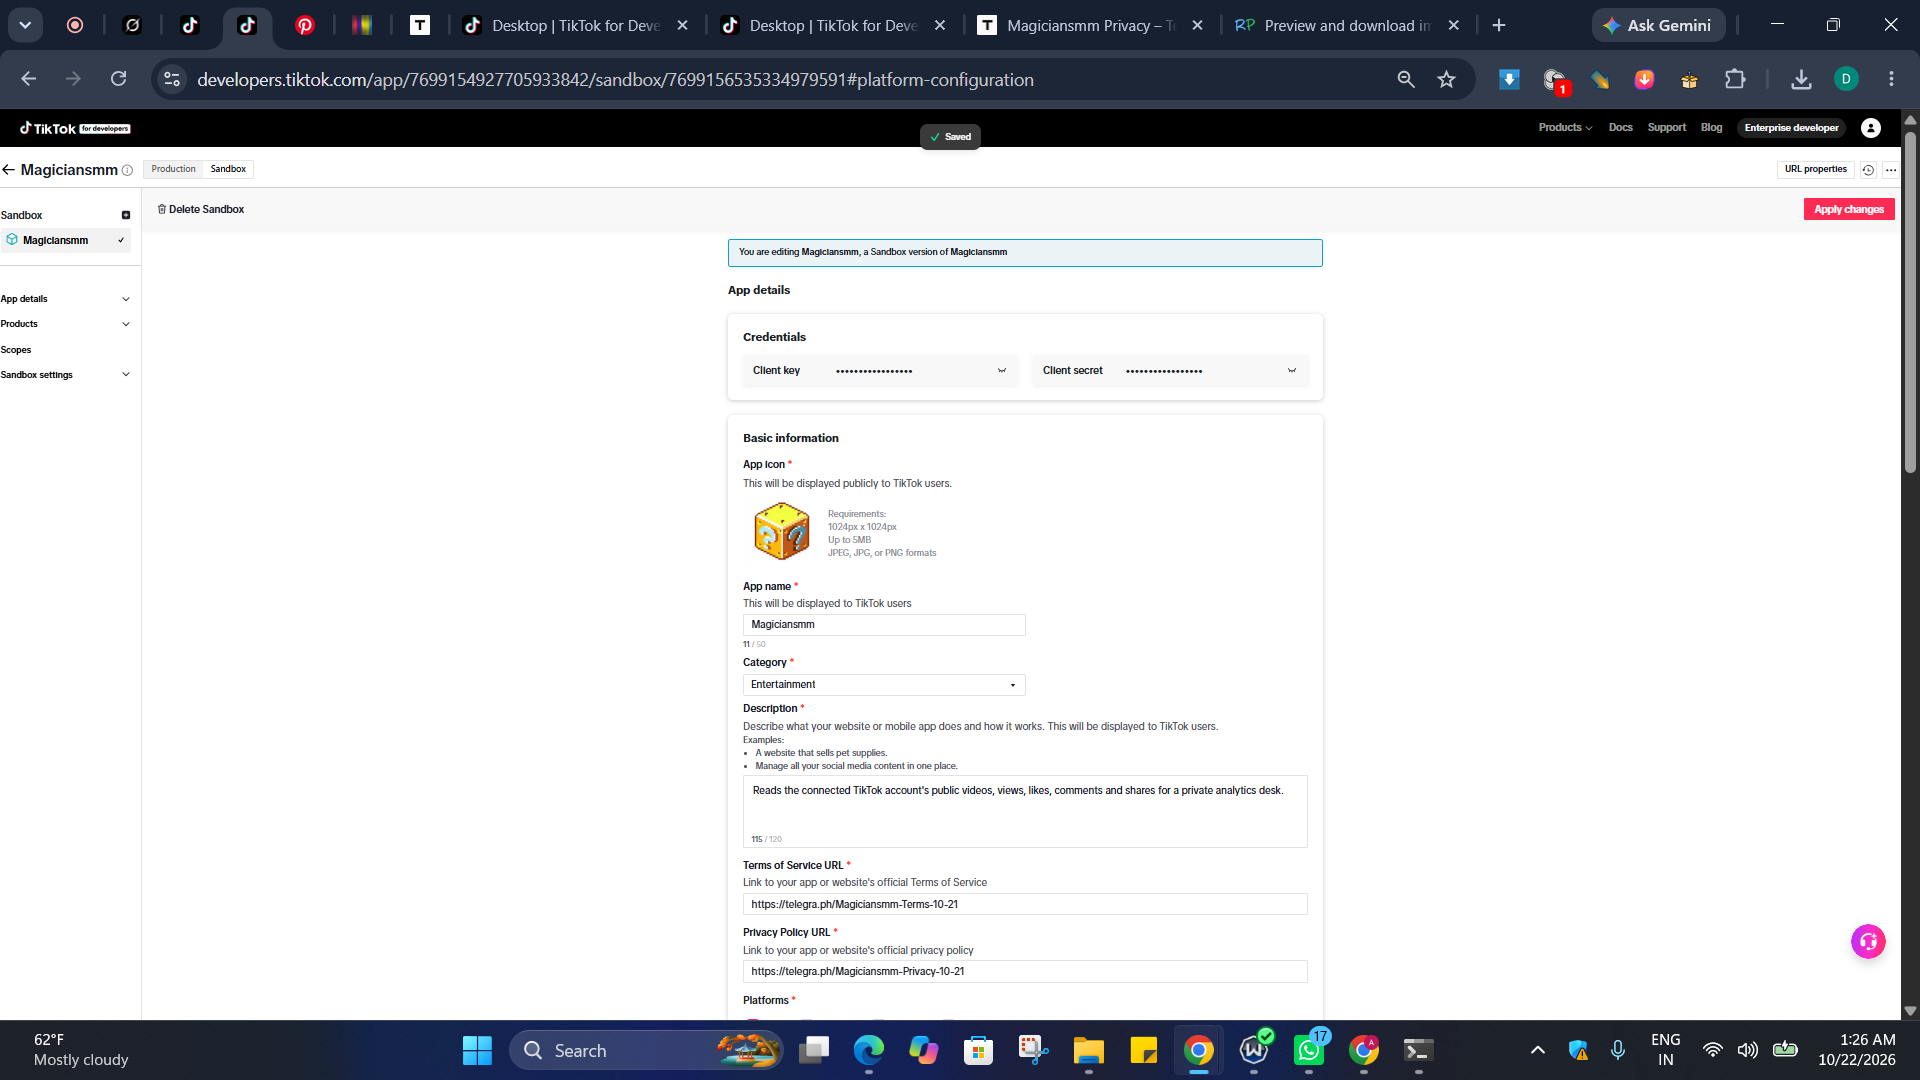 Desktop | TikTok for Deve
Desktop | TikTok for Deve
Magiciansmm Privacy – Te
Preview and download im
Ask Gemini
developers.tiktok.com/app/7699154927705933842/sandbox/7699156535334979591#platform-configuration
1
D
TikTok for developers
Saved
Products
Docs
Support
Blog
Enterprise developer
Magiciansmm
Production
Sandbox
URL properties
Sandbox
Magiciansmm
Delete Sandbox
Apply changes
App details
Products
Scopes
Sandbox settings
You are editing Magiciansmm, a Sandbox version of Magiciansmm
App details
Credentials
Client key
Client secret
Basic information
App icon *
This will be displayed publicly to TikTok users.
Requirements:
1024px x 1024px
Up to 5MB
JPEG, JPG, or PNG formats
App name *
This will be displayed to TikTok users
Magiciansmm
11 / 50
Category *
Entertainment
Description *
Describe what your website or mobile app does and how it works. This will be displayed to TikTok users.
Examples:
• A website that sells pet supplies.
• Manage all your social media content in one place.
Reads the connected TikTok account's public videos, views, likes, comments and shares for a private analytics desk.
115 / 120
Terms of Service URL *
Link to your app or website's official Terms of Service
https://telegra.ph/Magiciansmm-Terms-10-21
Privacy Policy URL *
Link to your app or website's official privacy policy
https://telegra.ph/Magiciansmm-Privacy-10-21
Platforms *
62°F
Mostly cloudy
Search
17
ENG
IN
1:26 AM
10/22/2026